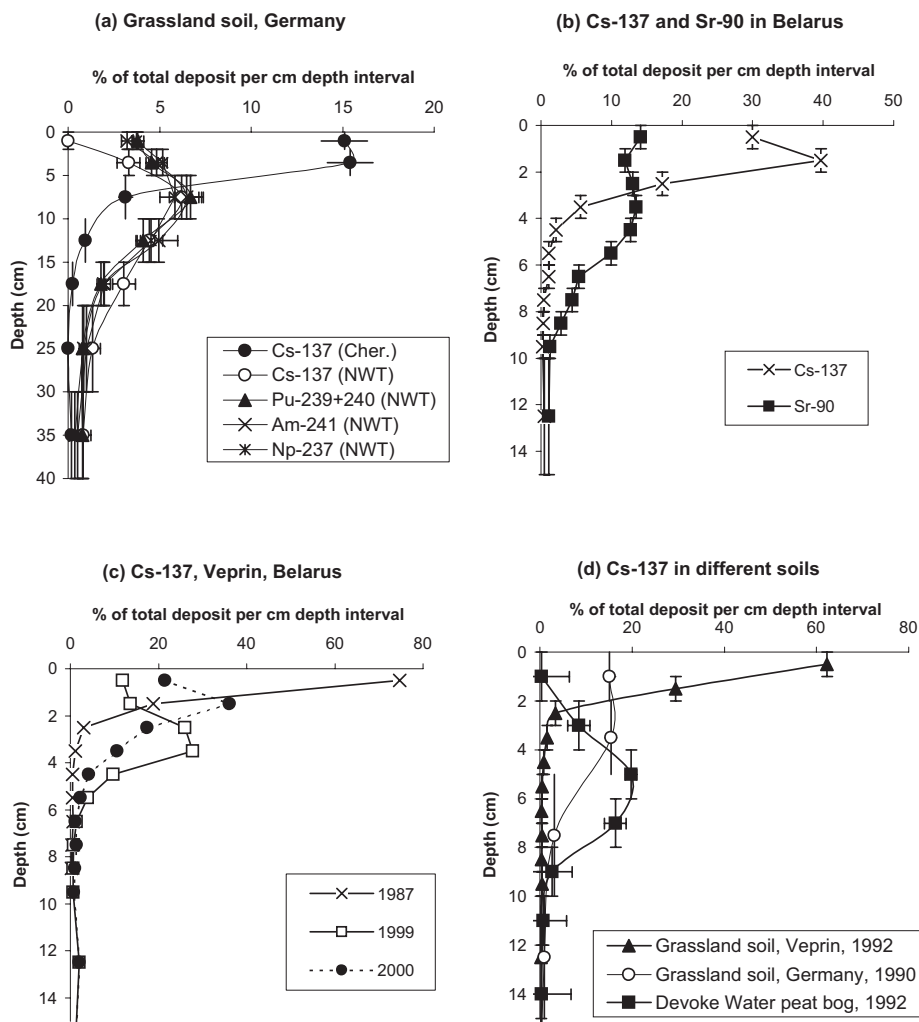 (a) Grassland soil, Germany
% of total deposit per cm depth interval
0 5 10 15 20
0
5
10
15
20
25
30
35
40
Depth (cm)
Cs-137 (Cher.)
Cs-137 (NWT)
Pu-239+240 (NWT)
Am-241 (NWT)
Np-237 (NWT)
(b) Cs-137 and Sr-90 in Belarus
% of total deposit per cm depth interval
0 10 20 30 40 50
0
2
4
6
8
10
12
14
Depth (cm)
Cs-137
Sr-90
(c) Cs-137, Veprin, Belarus
% of total deposit per cm depth interval
0 20 40 60 80
0
2
4
6
8
10
12
14
Depth (cm)
1987
1999
2000
(d) Cs-137 in different soils
% of total deposit per cm depth interval
0 20 40 60 80
0
2
4
6
8
10
12
14
Depth (cm)
Grassland soil, Veprin, 1992
Grassland soil, Germany, 1990
Devoke Water peat bog, 1992